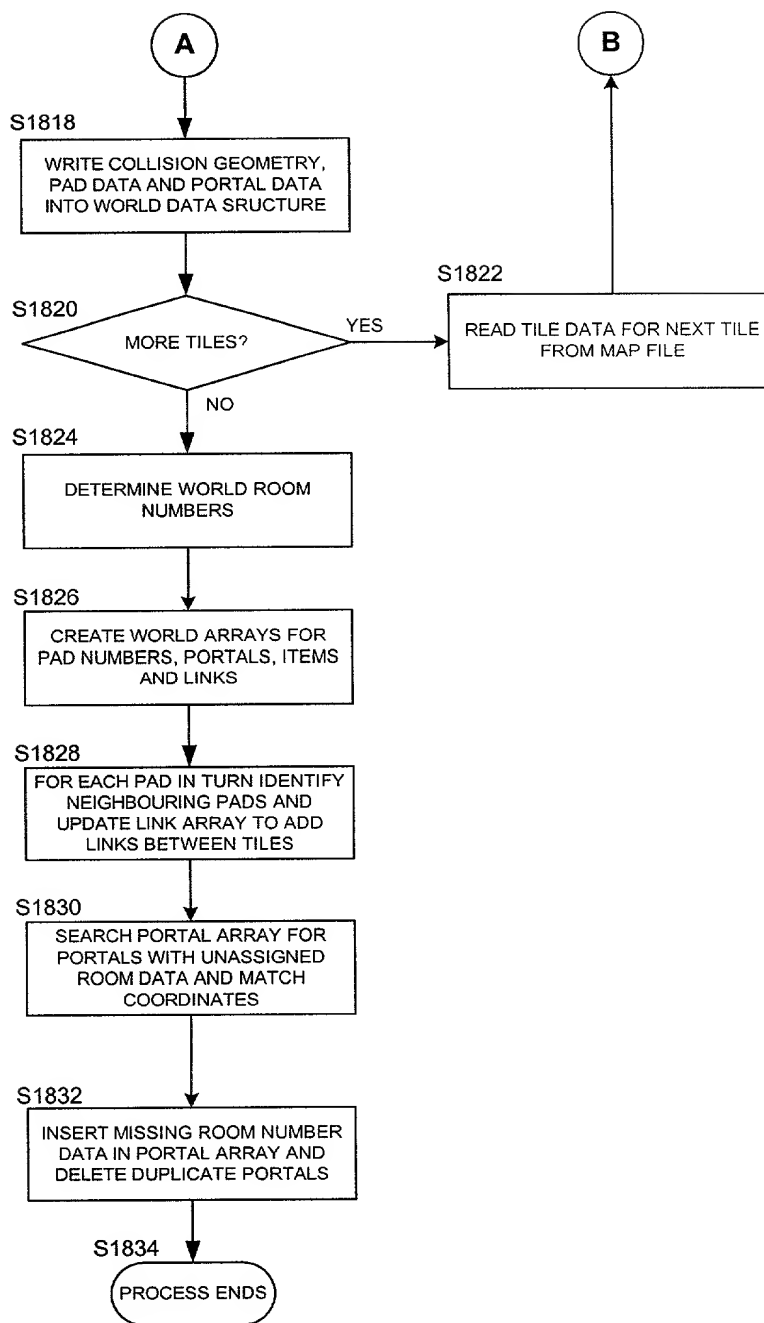 A
B
S1818
WRITE COLLISION GEOMETRY,
PAD DATA AND PORTAL DATA
INTO WORLD DATA SRUCTURE
S1820
MORE TILES?
YES
S1822
READ TILE DATA FOR NEXT TILE
FROM MAP FILE
NO
S1824
DETERMINE WORLD ROOM
NUMBERS
S1826
CREATE WORLD ARRAYS FOR
PAD NUMBERS, PORTALS, ITEMS
AND LINKS
S1828
FOR EACH PAD IN TURN IDENTIFY
NEIGHBOURING PADS AND
UPDATE LINK ARRAY TO ADD
LINKS BETWEEN TILES
S1830
SEARCH PORTAL ARRAY FOR
PORTALS WITH UNASSIGNED
ROOM DATA AND MATCH
COORDINATES
S1832
INSERT MISSING ROOM NUMBER
DATA IN PORTAL ARRAY AND
DELETE DUPLICATE PORTALS
S1834
PROCESS ENDS